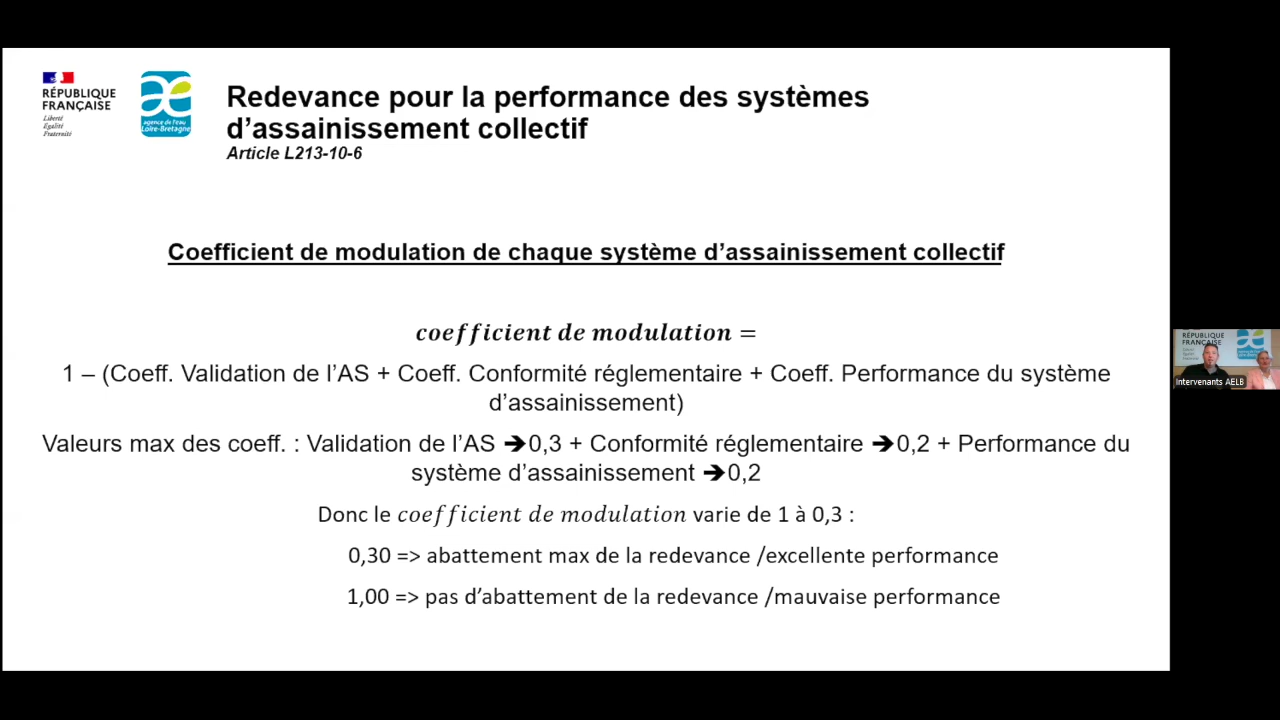 RÉPUBLIQUE
FRANÇAISE
Liberté
Égalité
Fraternité
agence de l'eau
Loire-Bretagne
Redevance pour la performance des systèmes
d'assainissement collectif
Article L213-10-6
Coefficient de modulation de chaque système d'assainissement collectif
coefficient de modulation =
1 – (Coeff. Validation de l'AS + Coeff. Conformité réglementaire + Coeff. Performance du système
d'assainissement)
Valeurs max des coeff. : Validation de l'AS ➔0,3 + Conformité réglementaire ➔0,2 + Performance du
système d'assainissement ➔0,2
Donc le coefficient de modulation varie de 1 à 0,3 :
0,30 => abattement max de la redevance /excellente performance
1,00 => pas d'abattement de la redevance /mauvaise performance
RÉPUBLIQUE
FRANÇAISE
Intervenants AELB